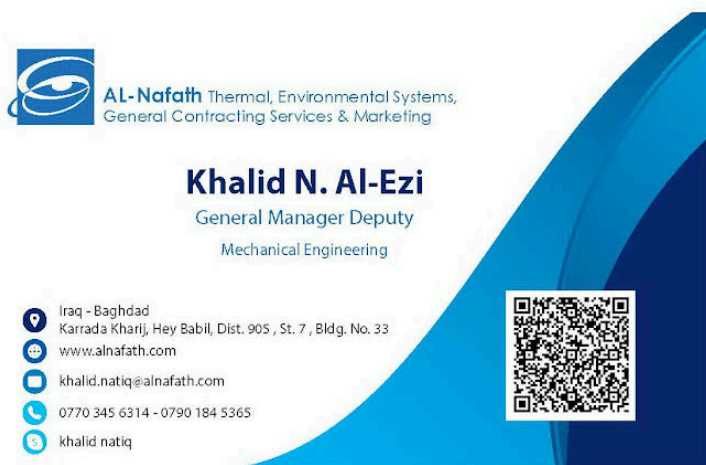 AL-Nafath Thermal, Environmental Systems,
General Contracting Services & Marketing
Khalid N. Al-Ezi
General Manager Deputy
Mechanical Engineering
Iraq - Baghdad
Karrada Kharij, Hey Babil, Dist. 905 , St. 7 , Bldg. No. 33
www.alnafath.com
khalid.natiq@alnafath.com
0770 345 6314 - 0790 184 5365
khalid natiq